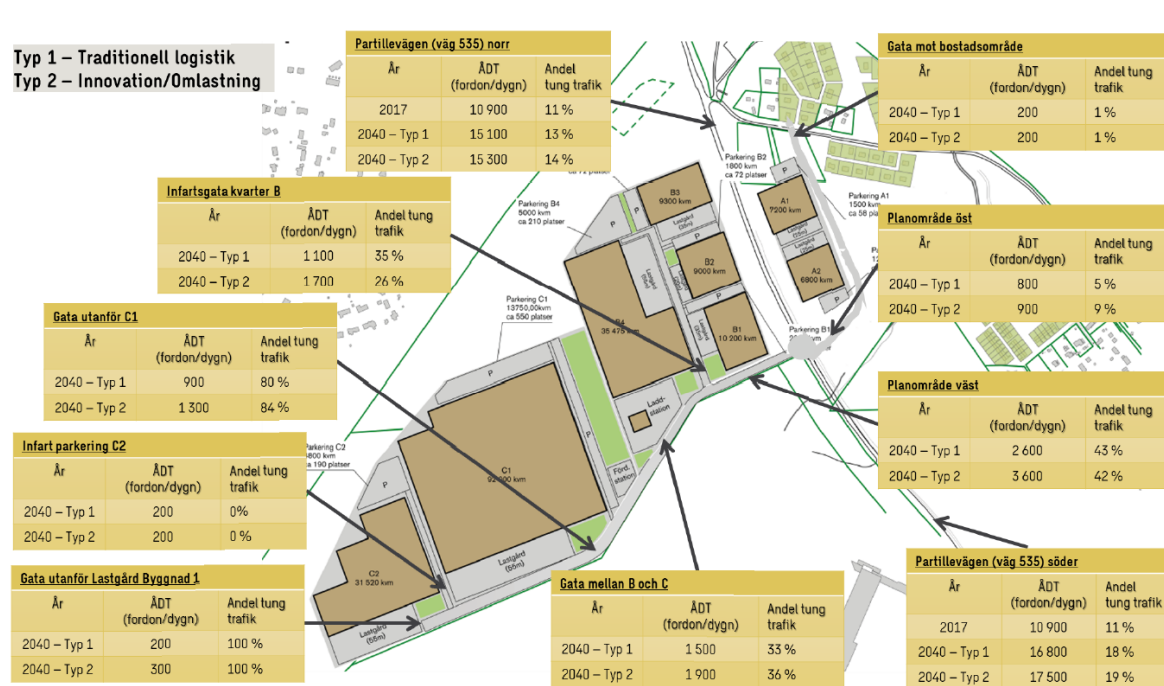 Typ 1 – Traditionell logistik
Typ 2 – Innovation/Omlastning
Partillevägen (väg 535) norr
År ÅDT (fordon/dygn) Andel tung trafik
2017 10 900 11 %
2040 – Typ 1 15 100 13 %
2040 – Typ 2 15 300 14 %
Gata mot bostadsområde
År ÅDT (fordon/dygn) Andel tung trafik
2040 – Typ 1 200 1 %
2040 – Typ 2 200 1 %
Infartsgata kvarter B
År ÅDT (fordon/dygn) Andel tung trafik
2040 – Typ 1 1 100 35 %
2040 – Typ 2 1 700 26 %
Planområde öst
År ÅDT (fordon/dygn) Andel tung trafik
2040 – Typ 1 800 5 %
2040 – Typ 2 900 9 %
Gata utanför C1
År ÅDT (fordon/dygn) Andel tung trafik
2040 – Typ 1 900 80 %
2040 – Typ 2 1 300 84 %
Planområde väst
År ÅDT (fordon/dygn) Andel tung trafik
2040 – Typ 1 2 600 43 %
2040 – Typ 2 3 600 42 %
Infart parkering C2
År ÅDT (fordon/dygn) Andel tung trafik
2040 – Typ 1 200 0%
2040 – Typ 2 200 0 %
Gata utanför Lastgård Byggnad 1
År ÅDT (fordon/dygn) Andel tung trafik
2040 – Typ 1 200 100 %
2040 – Typ 2 300 100 %
Gata mellan B och C
År ÅDT (fordon/dygn) Andel tung trafik
2040 – Typ 1 1 500 33 %
2040 – Typ 2 1 900 36 %
Partillevägen (väg 535) söder
År ÅDT (fordon/dygn) Andel tung trafik
2017 10 900 11 %
2040 – Typ 1 16 800 18 %
2040 – Typ 2 17 500 19 %
Parkering B2
1800 kvm
ca 72 platser
Parkering A1
1500 kvm
ca 58
Parkering B4
5000 kvm
ca 210 platser
Parkering C1
13750,00kvm
ca 550 platser
Parkering B1
Parkering C2
ca 190 platser
B3
9300 kvm
A1
7200 kvm
B2
9000 kvm
A2
6800 kvm
B1
10 200 kvm
B4
35 475 kvm
C1
C2
31 520 kvm
Ladd-
station
Förd.
station
Lastgård
(55m)
Lastgård
(55m)
Lastgård
P
P
P
P
P
P
P